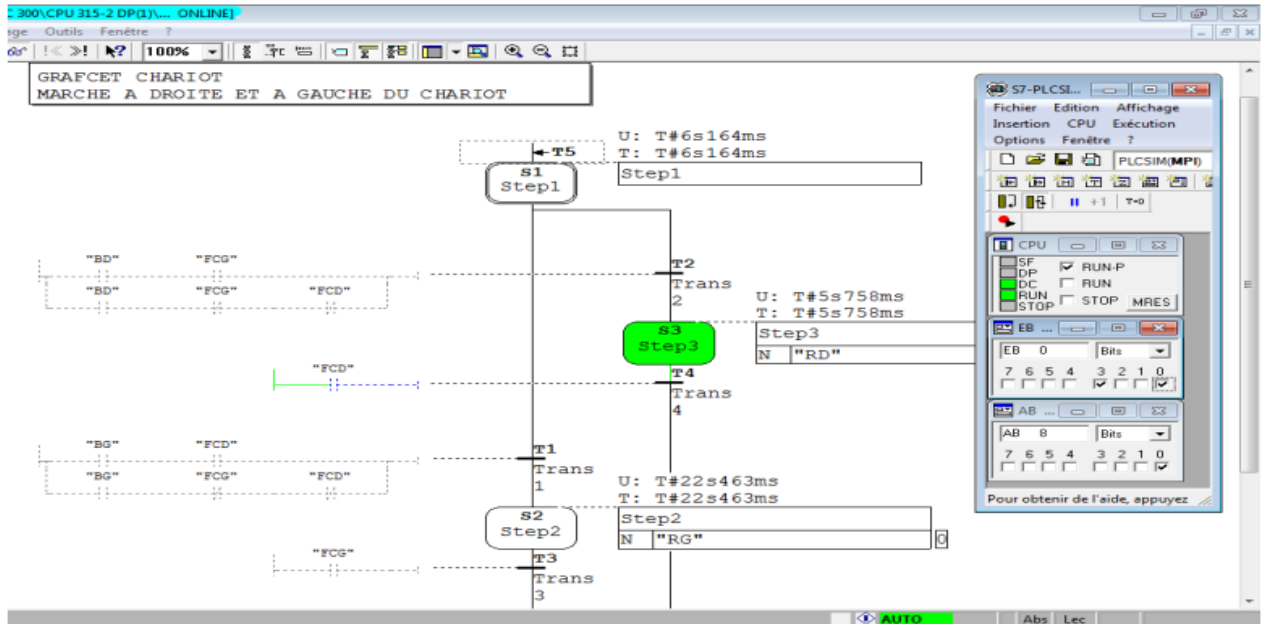 C 300\CPU 315-2 DP(1)\... ONLINE]
age Outils Fenêtre ?
100%
GRAFCET CHARIOT
MARCHE A DROITE ET A GAUCHE DU CHARIOT
T5
S1
Step1
U: T#6s164ms
T: T#6s164ms
Step1
"BD" "FCG"
"BD" "FCG" "FCD"
T2
Trans
2
S3
Step3
U: T#5s758ms
T: T#5s758ms
Step3
N "RD"
"FCD"
T4
Trans
4
"BG" "FCD"
"BG" "FCG" "FCD"
T1
Trans
1
S2
Step2
U: T#22s463ms
T: T#22s463ms
Step2
N "RG" 0
"FCG"
T3
Trans
3
S7-PLCSI...
Fichier Edition Affichage
Insertion CPU Exécution
Options Fenêtre ?
PLCSIM(MPI)
+1 T=0
CPU
SF
DP
DC
RUN
STOP
RUN-P
RUN
STOP MRES
EB ...
EB 0 Bits
7 6 5 4 3 2 1 0
AB ...
AB 8 Bits
7 6 5 4 3 2 1 0
Pour obtenir de l'aide, appuyez
AUTO Abs Lec